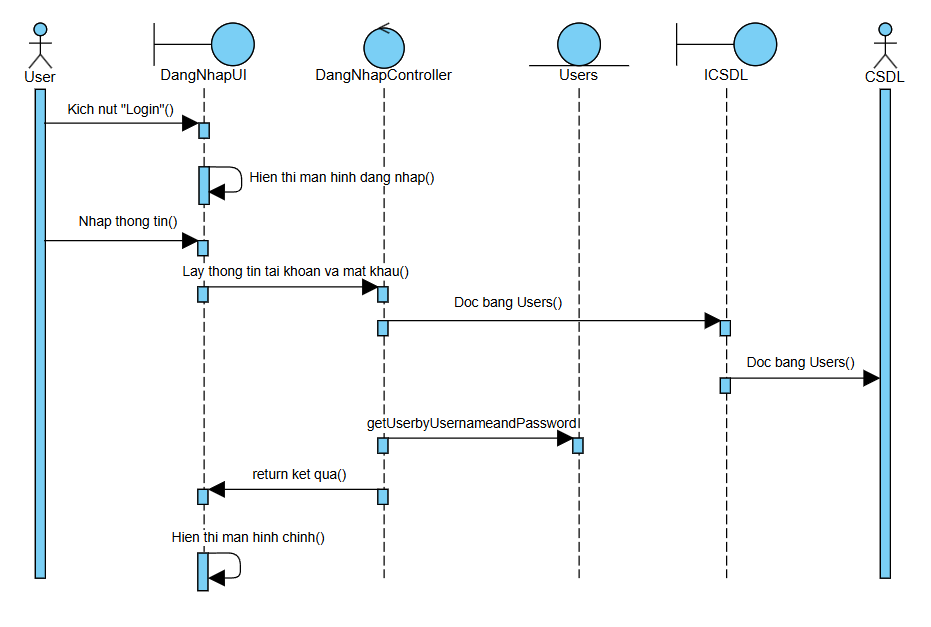 User
DangNhapUI
DangNhapController
Users
ICSDL
CSDL
Kich nut "Login"()
Hien thi man hinh dang nhap()
Nhap thong tin()
Lay thong tin tai khoan va mat khau()
Doc bang Users()
Doc bang Users()
getUserbyUsernameandPassword
return ket qua()
Hien thi man hinh chinh()